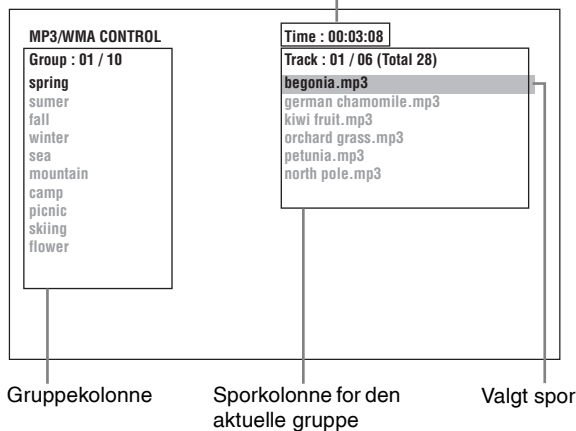 MP3/WMA CONTROL
Group : 01 / 10
spring
sumer
fall
winter
sea
mountain
camp
picnic
skiing
flower
Time : 00:03:08
Track : 01 / 06 (Total 28)
begonia.mp3
german chamomile.mp3
kiwi fruit.mp3
orchard grass.mp3
petunia.mp3
north pole.mp3
Gruppekolonne
Sporkolonne for den
aktuelle gruppe
Valgt spor